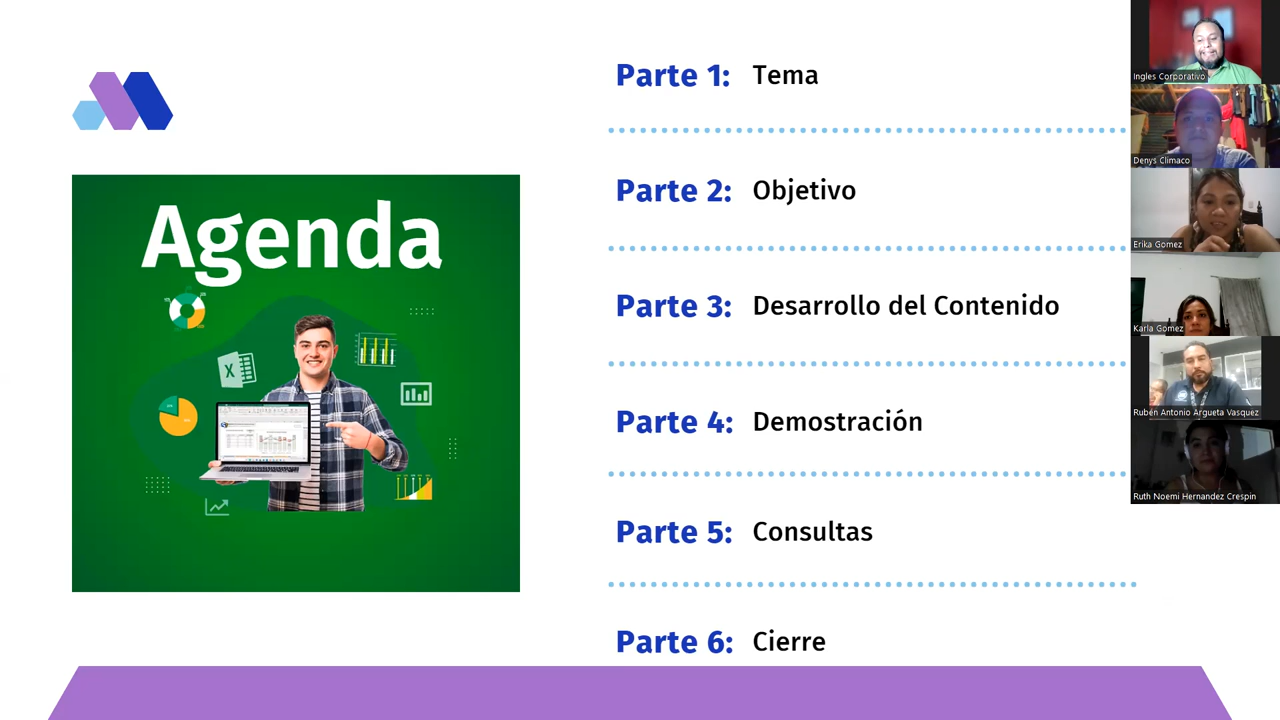 Agenda
X
Parte 1: Tema
Parte 2: Objetivo
Parte 3: Desarrollo del Contenido
Parte 4: Demostración
Parte 5: Consultas
Parte 6: Cierre
Ingles Corporativo
Denys Climaco
Erika Gomez
Karla Gomez
Rubén Antonio Argueta Vasquez
Ruth Noemi Hernandez Crespin